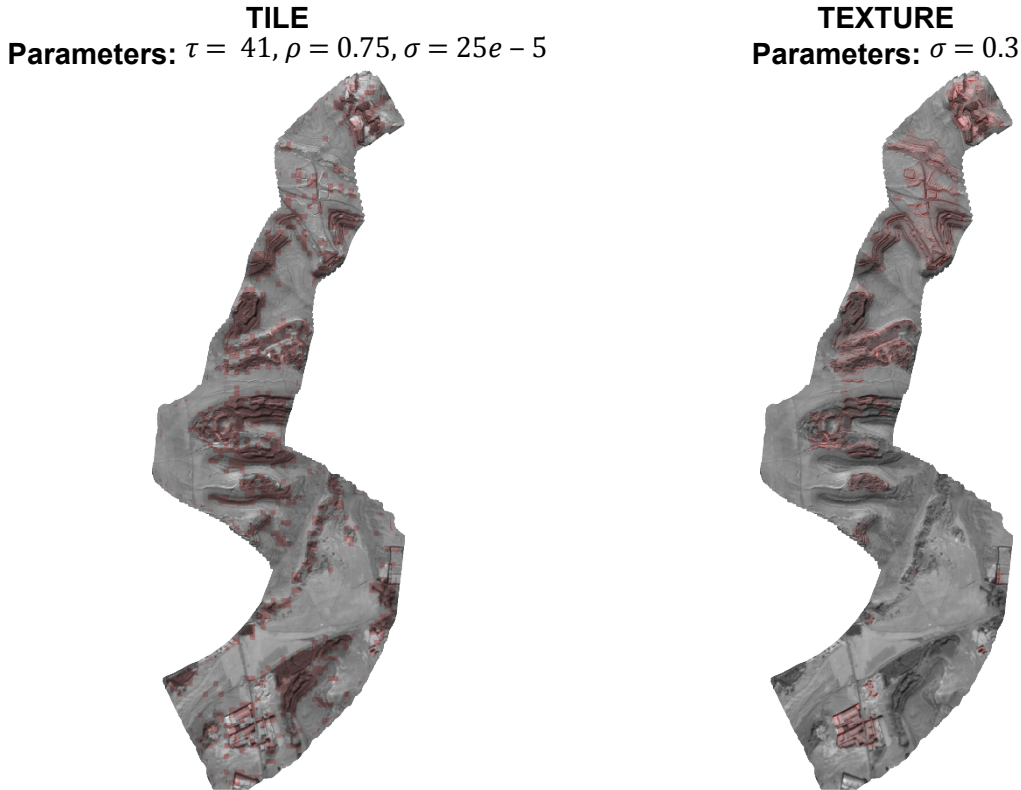 TILE
Parameters: τ = 41, ρ = 0.75, σ = 25e − 5
TEXTURE
Parameters: σ = 0.3